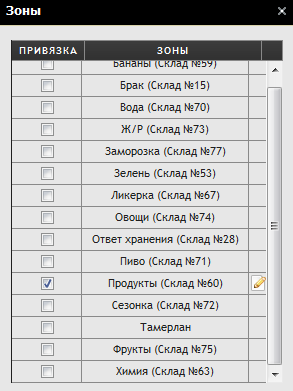 Зоны
ПРИВЯЗКА ЗОНЫ
Бананы (Склад №59)
Брак (Склад №15)
Вода (Склад №70)
Ж/Р (Склад №73)
Заморозка (Склад №77)
Зелень (Склад №53)
Ликерка (Склад №67)
Овощи (Склад №74)
Ответ хранения (Склад №28)
Пиво (Склад №71)
Продукты (Склад №60)
Сезонка (Склад №72)
Тамерлан
Фрукты (Склад №75)
Химия (Склад №63)